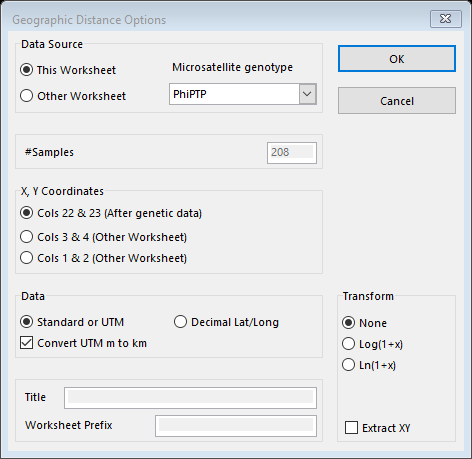 Geographic Distance Options
Data Source
This Worksheet
Microsatellite genotype
Other Worksheet
PhiPTP
OK
Cancel
#Samples
208
X, Y Coordinates
Cols 22 & 23 (After genetic data)
Cols 3 & 4 (Other Worksheet)
Cols 1 & 2 (Other Worksheet)
Data
Standard or UTM
Decimal Lat/Long
Convert UTM m to km
Transform
None
Log(1+x)
Ln(1+x)
Extract XY
Title
Worksheet Prefix